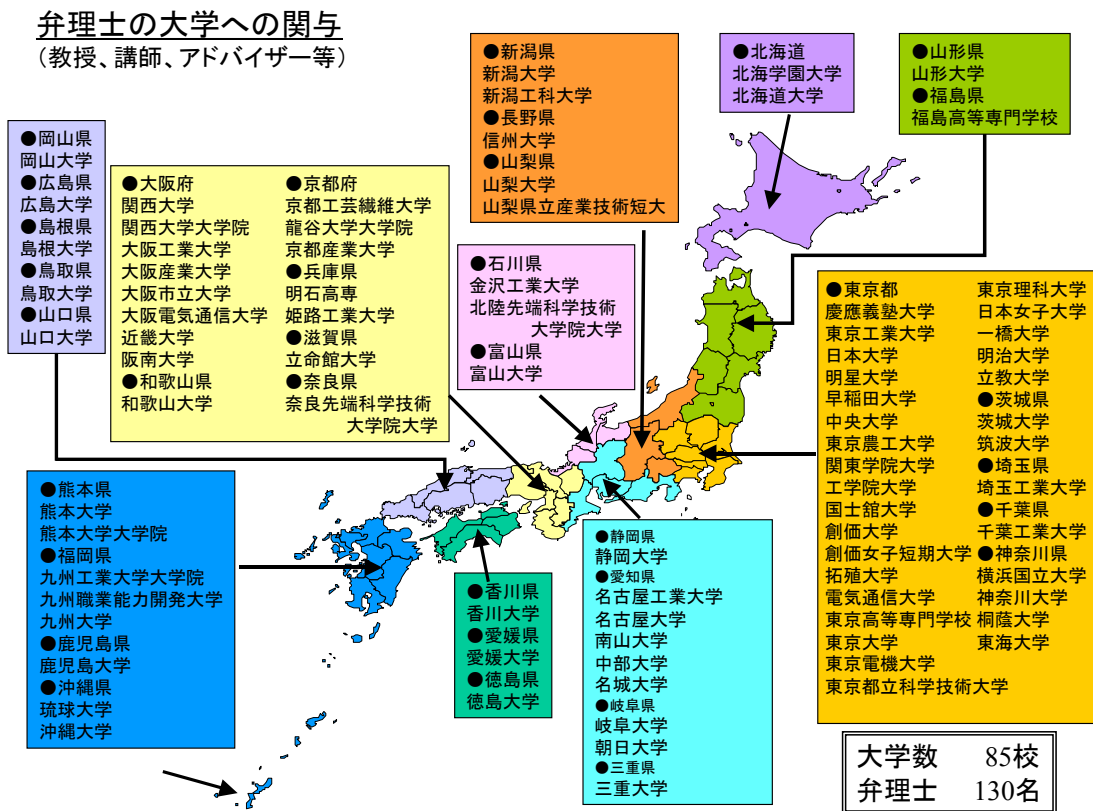 弁理士の大学への関与
(教授、講師、アドバイザー等)
●岡山県
岡山大学
●広島県
広島大学
●島根県
島根大学
●鳥取県
鳥取大学
●山口県
山口大学
●大阪府
関西大学
関西大学大学院
大阪工業大学
大阪産業大学
大阪市立大学
大阪電気通信大学
近畿大学
阪南大学
●和歌山県
和歌山大学
●京都府
京都工芸繊維大学
龍谷大学大学院
京都産業大学
●兵庫県
明石高専
姫路工業大学
●滋賀県
立命館大学
●奈良県
奈良先端科学技術
大学院大学
●新潟県
新潟大学
新潟工科大学
●長野県
信州大学
●山梨県
山梨大学
山梨県立産業技術短大
●北海道
北海学園大学
北海道大学
●山形県
山形大学
●福島県
福島高等専門学校
●石川県
金沢工業大学
北陸先端科学技術
大学院大学
●富山県
富山大学
●東京都
慶應義塾大学
東京工業大学
日本大学
明星大学
早稲田大学
中央大学
東京農工大学
関東学院大学
工学院大学
国士舘大学
創価大学
創価女子短期大学
拓殖大学
電気通信大学
東京高等専門学校
東京大学
東京電機大学
東京都立科学技術大学
東京理科大学
日本女子大学
一橋大学
明治大学
立教大学
●茨城県
茨城大学
筑波大学
●埼玉県
埼玉工業大学
●千葉県
千葉工業大学
●神奈川県
横浜国立大学
神奈川大学
桐蔭大学
東海大学
●熊本県
熊本大学
熊本大学大学院
●福岡県
九州工業大学大学院
九州職業能力開発大学
九州大学
●鹿児島県
鹿児島大学
●沖縄県
琉球大学
沖縄大学
●香川県
香川大学
●愛媛県
愛媛大学
●徳島県
徳島大学
●静岡県
静岡大学
●愛知県
名古屋工業大学
名古屋大学
南山大学
中部大学
名城大学
●岐阜県
岐阜大学
朝日大学
●三重県
三重大学
大学数 85校
弁理士 130名